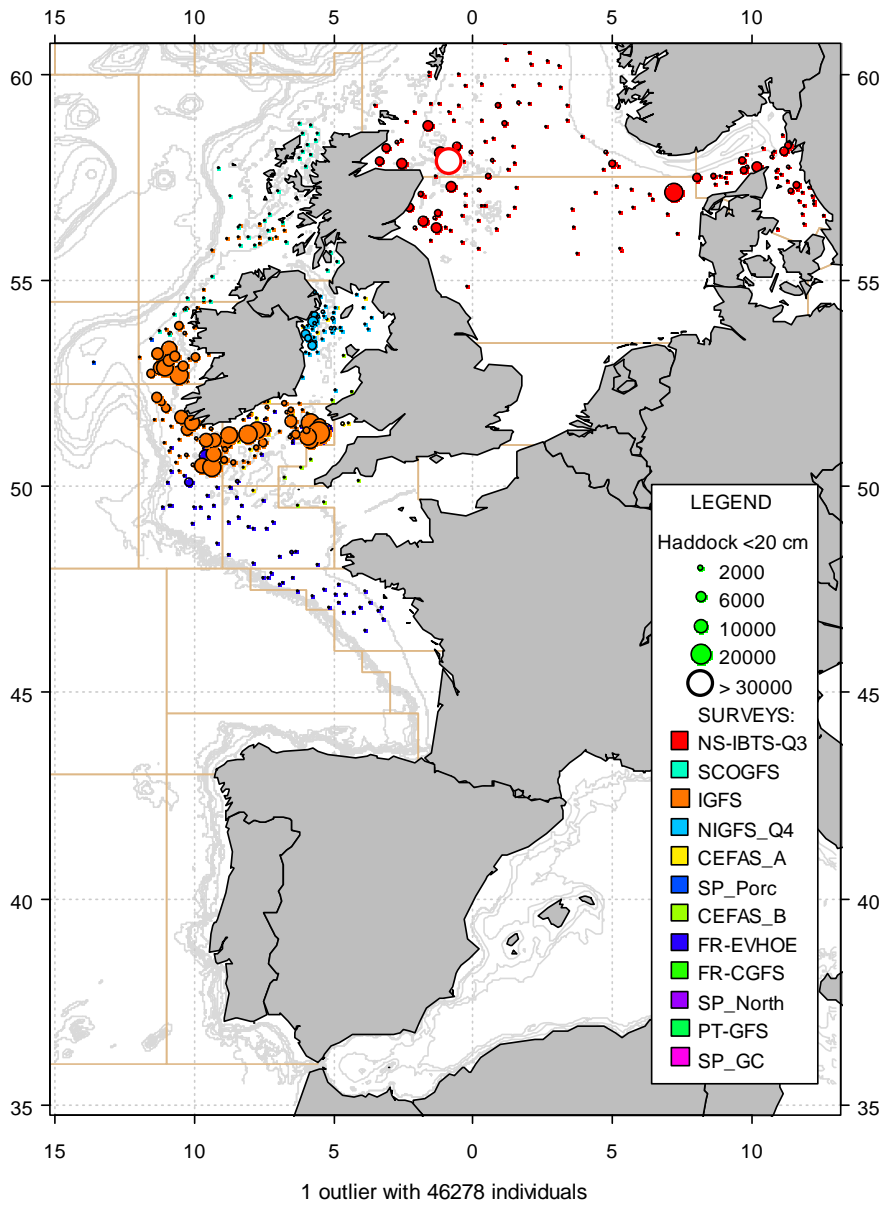 15 10 5 0 5 10
60 60
55 55
50 50
45 45
40 40
35 35
LEGEND
Haddock <20 cm
2000
6000
10000
20000
> 30000
SURVEYS:
NS-IBTS-Q3
SCOGFS
IGFS
NIGFS_Q4
CEFAS_A
SP_Porc
CEFAS_B
FR-EVHOE
FR-CGFS
SP_North
PT-GFS
SP_GC
15 10 5 0 5 10
1 outlier with 46278 individuals